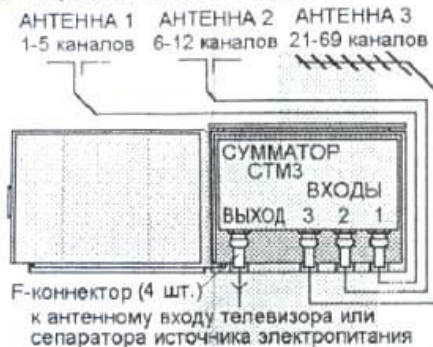 АНТЕННА 1 АНТЕННА 2 АНТЕННА 3
1-5 каналов 6-12 каналов 21-69 каналов
СУММАТОР
СТМ3
ВХОДЫ
ВЫХОД 3 2 1
F-коннектор (4 шт.)
к антенному входу телевизора или
сепаратора источника электропитания